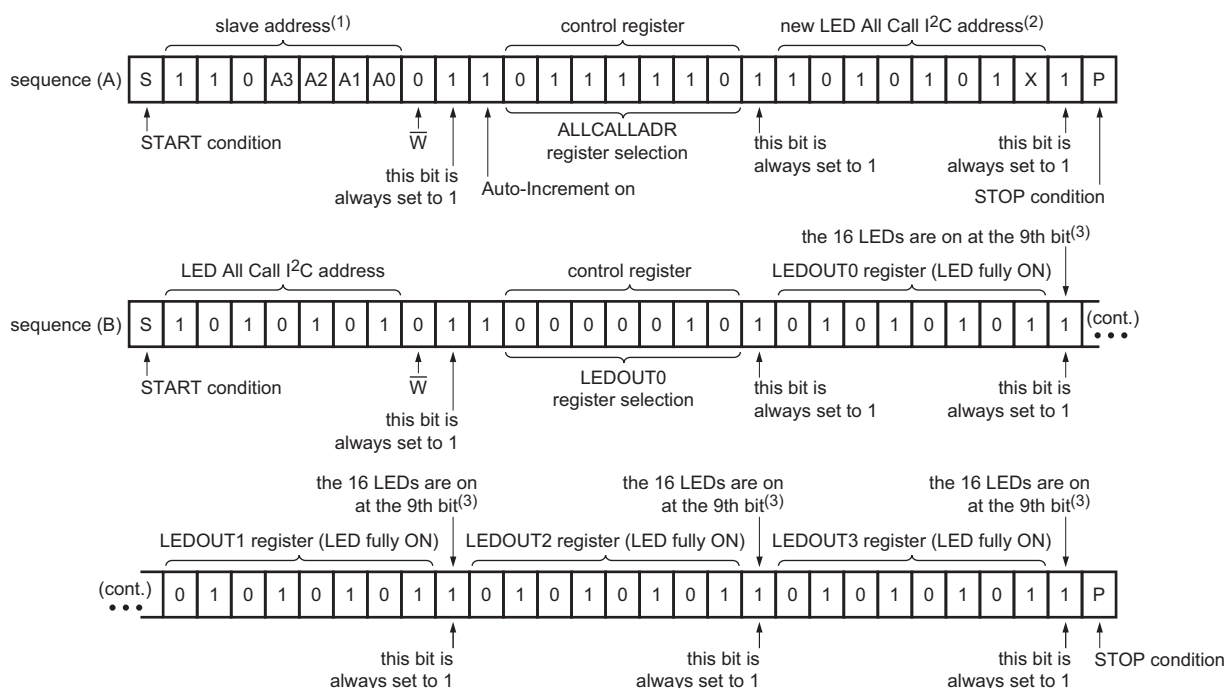 slave address(1) control register new LED All Call I2C address(2)
sequence (A) S 1 1 0 A3 A2 A1 A0 0 1 1 0 1 1 1 1 1 0 1 1 0 1 0 1 0 1 X 1 P
START condition W this bit is always set to 1 Auto-Increment on ALLCALLADR register selection this bit is always set to 1 this bit is always set to 1 STOP condition
the 16 LEDs are on at the 9th bit(3)
LED All Call I2C address control register LEDOUT0 register (LED fully ON)
sequence (B) S 1 0 1 0 1 0 1 0 1 1 0 0 0 0 0 1 0 1 0 1 0 1 0 1 0 1 1 (cont.)
START condition W this bit is always set to 1 LEDOUT0 register selection this bit is always set to 1 this bit is always set to 1
the 16 LEDs are on at the 9th bit(3) the 16 LEDs are on at the 9th bit(3) the 16 LEDs are on at the 9th bit(3)
LEDOUT1 register (LED fully ON) LEDOUT2 register (LED fully ON) LEDOUT3 register (LED fully ON)
(cont.) 0 1 0 1 0 1 0 1 1 0 1 0 1 0 1 0 1 1 0 1 0 1 0 1 0 1 1 P
this bit is always set to 1 this bit is always set to 1 this bit is always set to 1 STOP condition